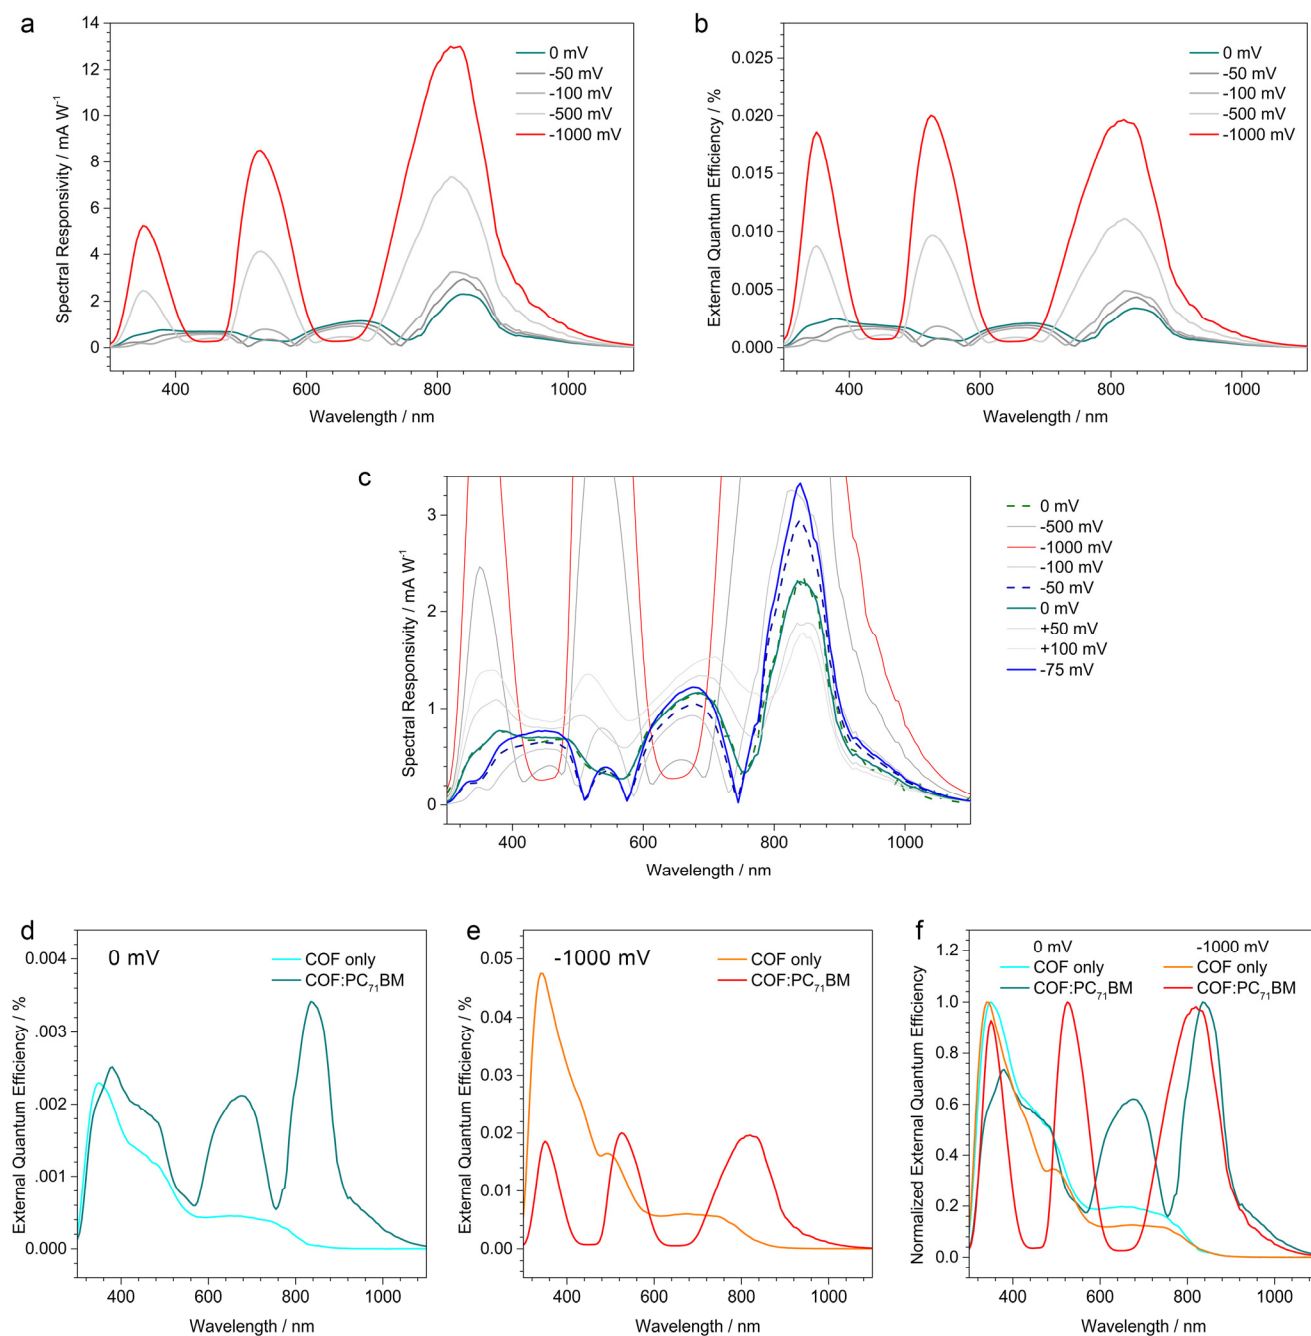 a
14
12
10
8
6
4
2
0
Spectral Responsivity / mA W⁻¹
0 mV
-50 mV
-100 mV
-500 mV
-1000 mV
400 600 800 1000
Wavelength / nm
b
0.025
0.020
0.015
0.010
0.005
0.000
External Quantum Efficiency / %
0 mV
-50 mV
-100 mV
-500 mV
-1000 mV
400 600 800 1000
Wavelength / nm
c
3
2
1
0
Spectral Responsivity / mA W⁻¹
0 mV
-500 mV
-1000 mV
-100 mV
-50 mV
0 mV
+50 mV
+100 mV
-75 mV
400 600 800 1000
Wavelength / nm
d
0.004
.003
0.002
0.001
0.000
External Quantum Efficiency / %
0 mV
COF only
COF:PC₇₁BM
400 600 800 1000
Wavelength / nm
e
0.05
0.04
0.03
0.02
0.01
0.00
External Quantum Efficiency / %
-1000 mV
COF only
COF:PC₇₁BM
400 600 800 1000
Wavelength / nm
f
1.2
1.0
0.8
0.6
0.4
0.2
0.0
Normalized External Quantum Efficiency
0 mV -1000 mV
COF only COF only
COF:PC₇₁BM COF:PC₇₁BM
400 600 800 1000
Wavelength / nm